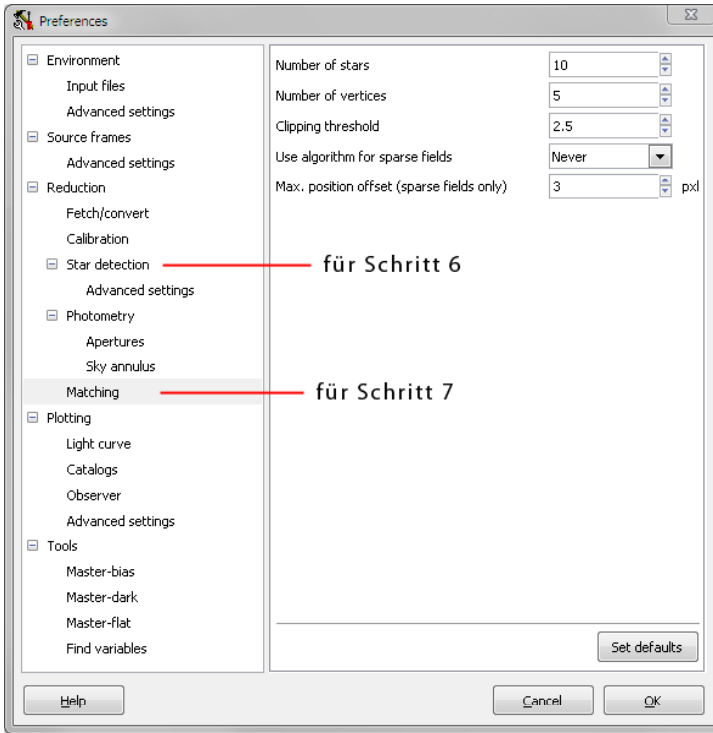 Preferences
Environment
Input files
Advanced settings
Source frames
Advanced settings
Reduction
Fetch/convert
Calibration
Star detection
Advanced settings
Photometry
Apertures
Sky annulus
Matching
Plotting
Light curve
Catalogs
Observer
Advanced settings
Tools
Master-bias
Master-dark
Master-flat
Find variables
Number of stars 10
Number of vertices 5
Clipping threshold 2.5
Use algorithm for sparse fields Never
Max. position offset (sparse fields only) 3 pxl
für Schritt 6
für Schritt 7
Set defaults
Help
Cancel
OK